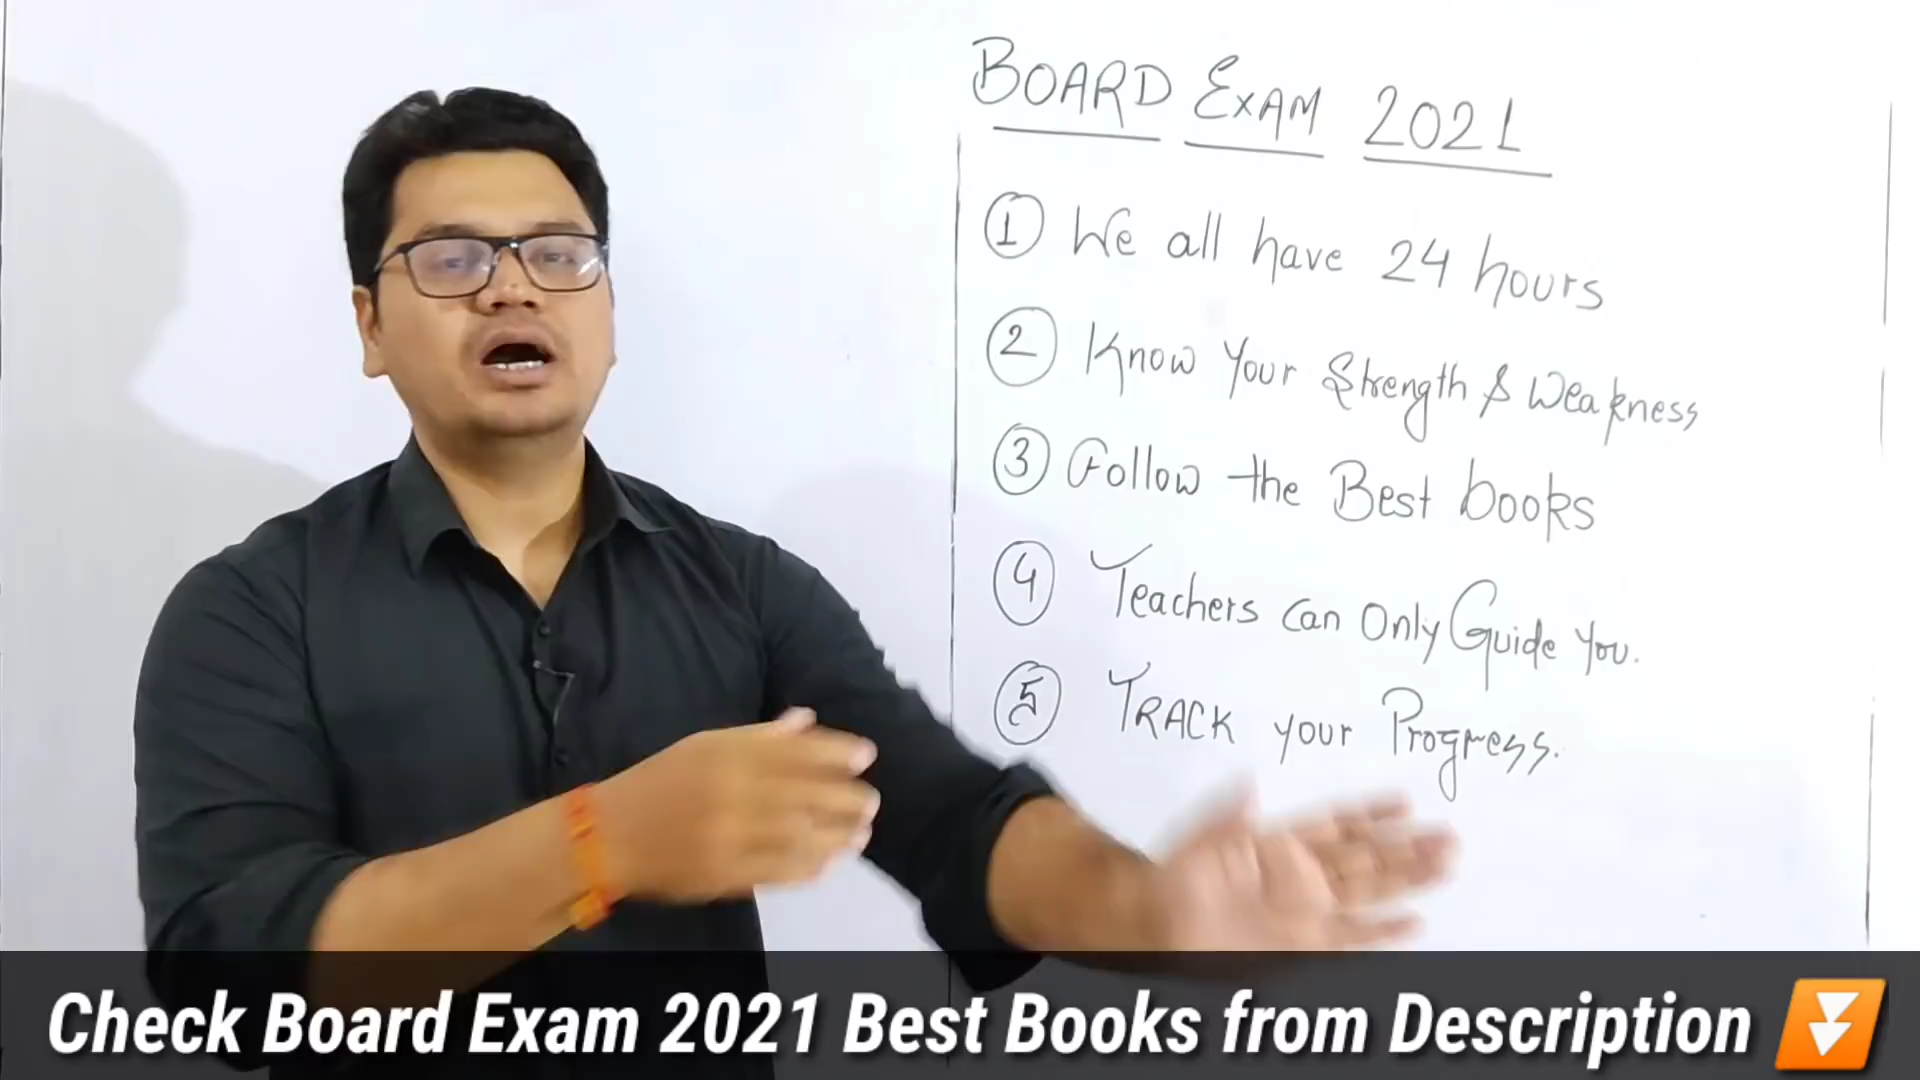 BOARD EXAM 2021
① We all have 24 hours
② Know Your Strength & Weakness
③ Follow the Best books
④ Teachers Can Only Guide You.
⑤ TRACK your Progress.
Check Board Exam 2021 Best Books from Description